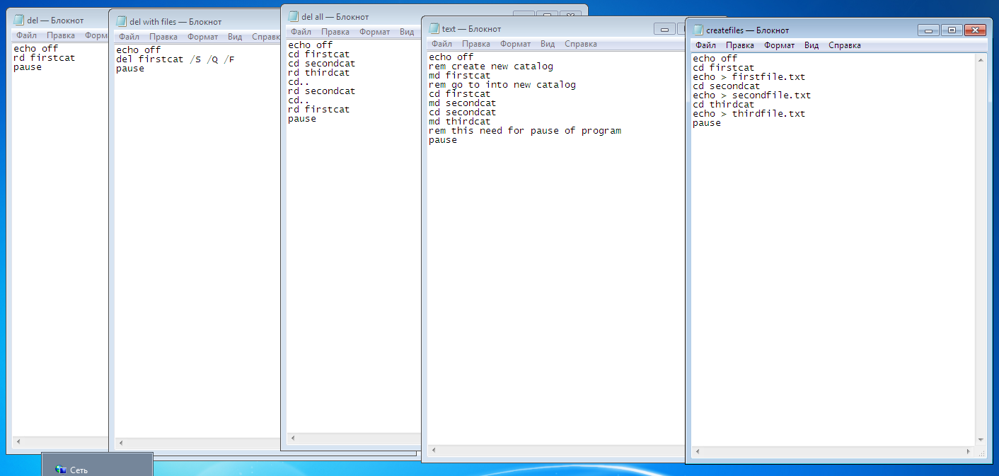 del — Блокнот
Файл Правка Форм
echo off
rd firstcat
pause
del with files — Блокнот
Файл Правка Формат Вид Справк
echo off
del firstcat /S /Q /F
pause
del all — Блокнот
Файл Правка Формат Вид
echo off
cd firstcat
cd secondcat
rd thirdcat
cd..
rd secondcat
cd..
rd firstcat
pause
text — Блокнот
Файл Правка Формат Вид Справка
echo off
rem create new catalog
md firstcat
rem go to into new catalog
cd firstcat
md secondcat
cd secondcat
md thirdcat
rem this need for pause of program
pause
createfiles — Блокнот
Файл Правка Формат Вид Справка
echo off
cd firstcat
echo > firstfile.txt
cd secondcat
echo > secondfile.txt
cd thirdcat
echo > thirdfile.txt
pause
Сеть